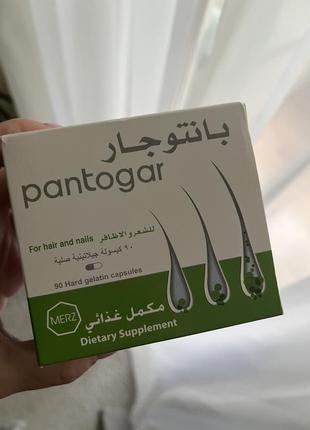 بانتوجار
pantogar
For hair and nails للشعر والاظافر
٩٠ كبسولة جيلاتينية صلبة
90 Hard gelatin capsules
MERZ
مكمل غذائي
Dietary Supplement